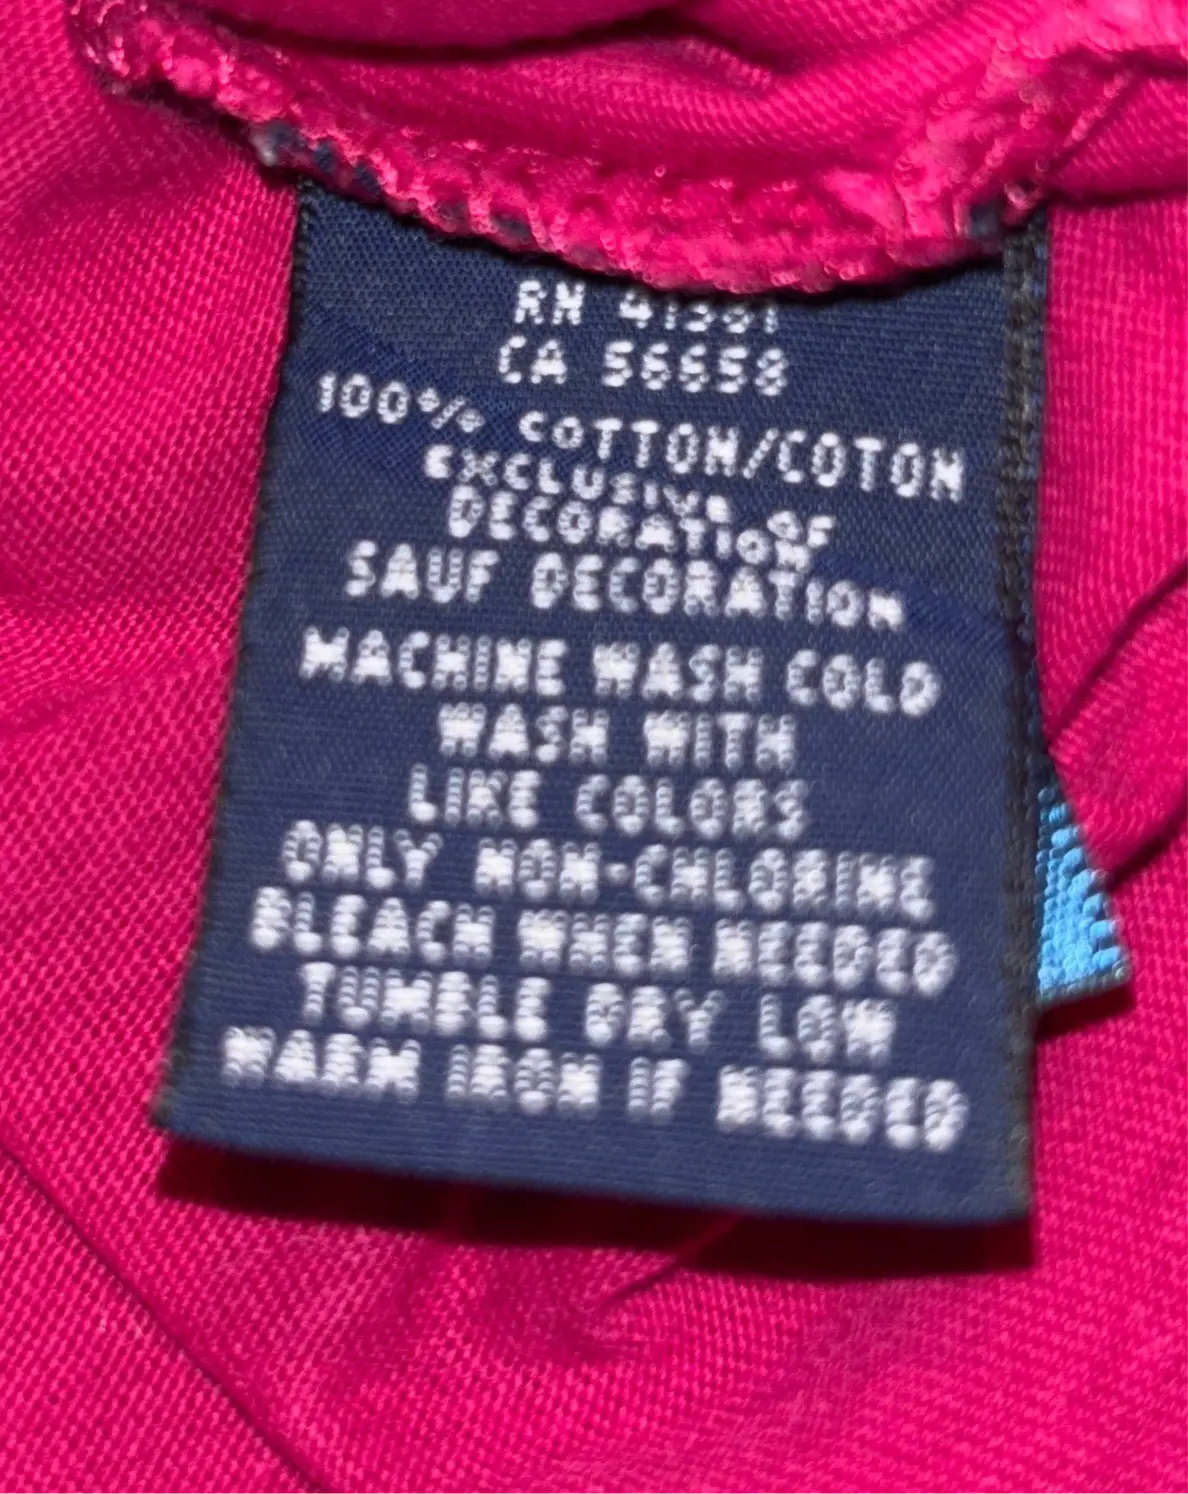 RN 41381
CA 56658
100% COTTON/COTON
EXCLUSIVE OF
DECORATION
SAUF DECORATION
MACHINE WASH COLD
WASH WITH
LIKE COLORS
ONLY NON-CHLORINE
BLEACH WHEN NEEDED
TUMBLE DRY LOW
WARM IRON IF NEEDED